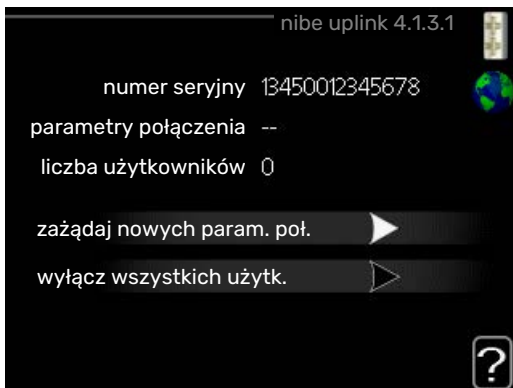 nibe uplink 4.1.3.1
numer seryjny 13450012345678
parametry połączenia --
liczba użytkowników 0
zażądaj nowych param. poł.
wyłącz wszystkich użytk.
?